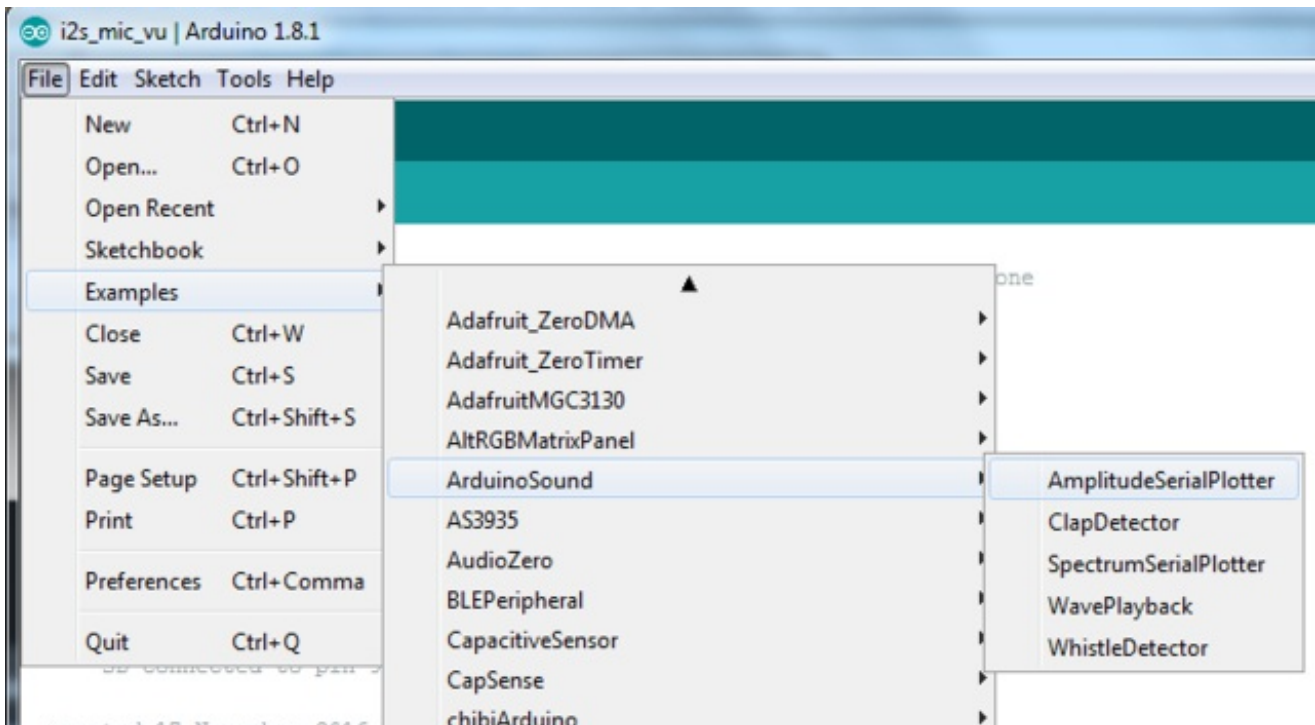 i2s_mic_vu | Arduino 1.8.1
File Edit Sketch Tools Help
New Ctrl+N
Open... Ctrl+O
Open Recent
Sketchbook
Examples
Close Ctrl+W
Save Ctrl+S
Save As... Ctrl+Shift+S
Page Setup Ctrl+Shift+P
Print Ctrl+P
Preferences Ctrl+Comma
Quit Ctrl+Q
one
Adafruit_ZeroDMA
Adafruit_ZeroTimer
AdafruitMGC3130
AltRGBMatrixPanel
ArduinoSound
AS3935
AudioZero
BLEPeripheral
CapacitiveSensor
CapSense
chibiArduino
AmplitudeSerialPlotter
ClapDetector
SpectrumSerialPlotter
WavePlayback
WhistleDetector